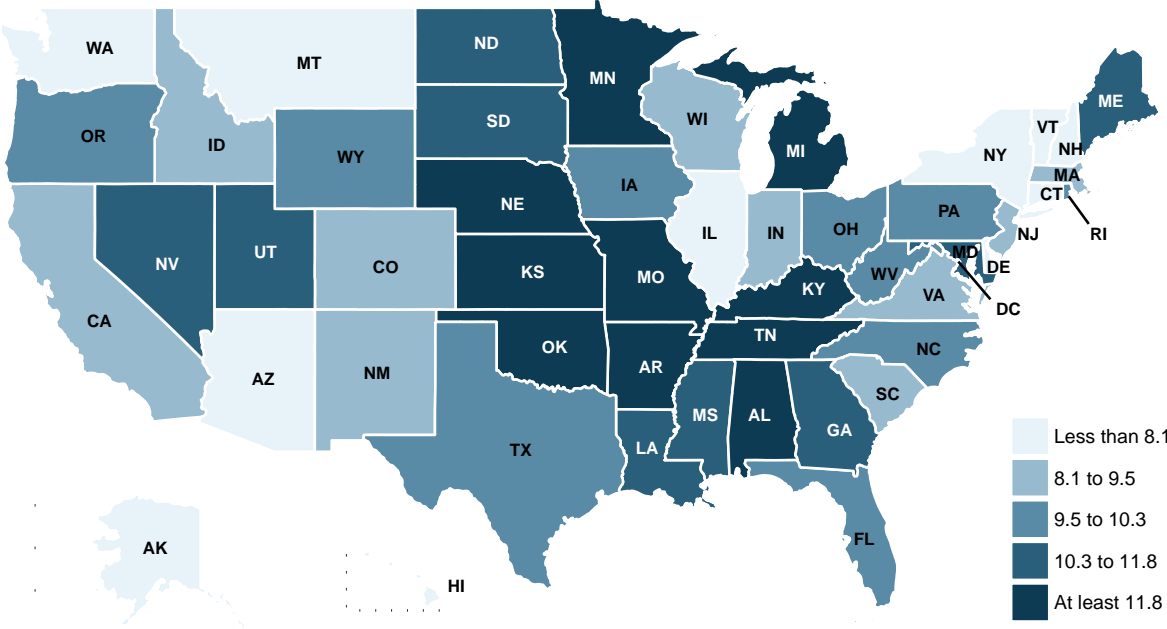 WA
MT
ND
MN
ME
SD
WI
VT
NH
OR
ID
WY
MI
NY
MA
IA
CT
NE
PA
RI
NV
UT
CO
IL
IN
OH
NJ
KS
MO
WV
MD
DE
KY
VA
DC
CA
OK
TN
NC
AZ
NM
AR
SC
MS
AL
GA
TX
LA
FL
AK
HI
Less than 8.1
8.1 to 9.5
9.5 to 10.3
10.3 to 11.8
At least 11.8